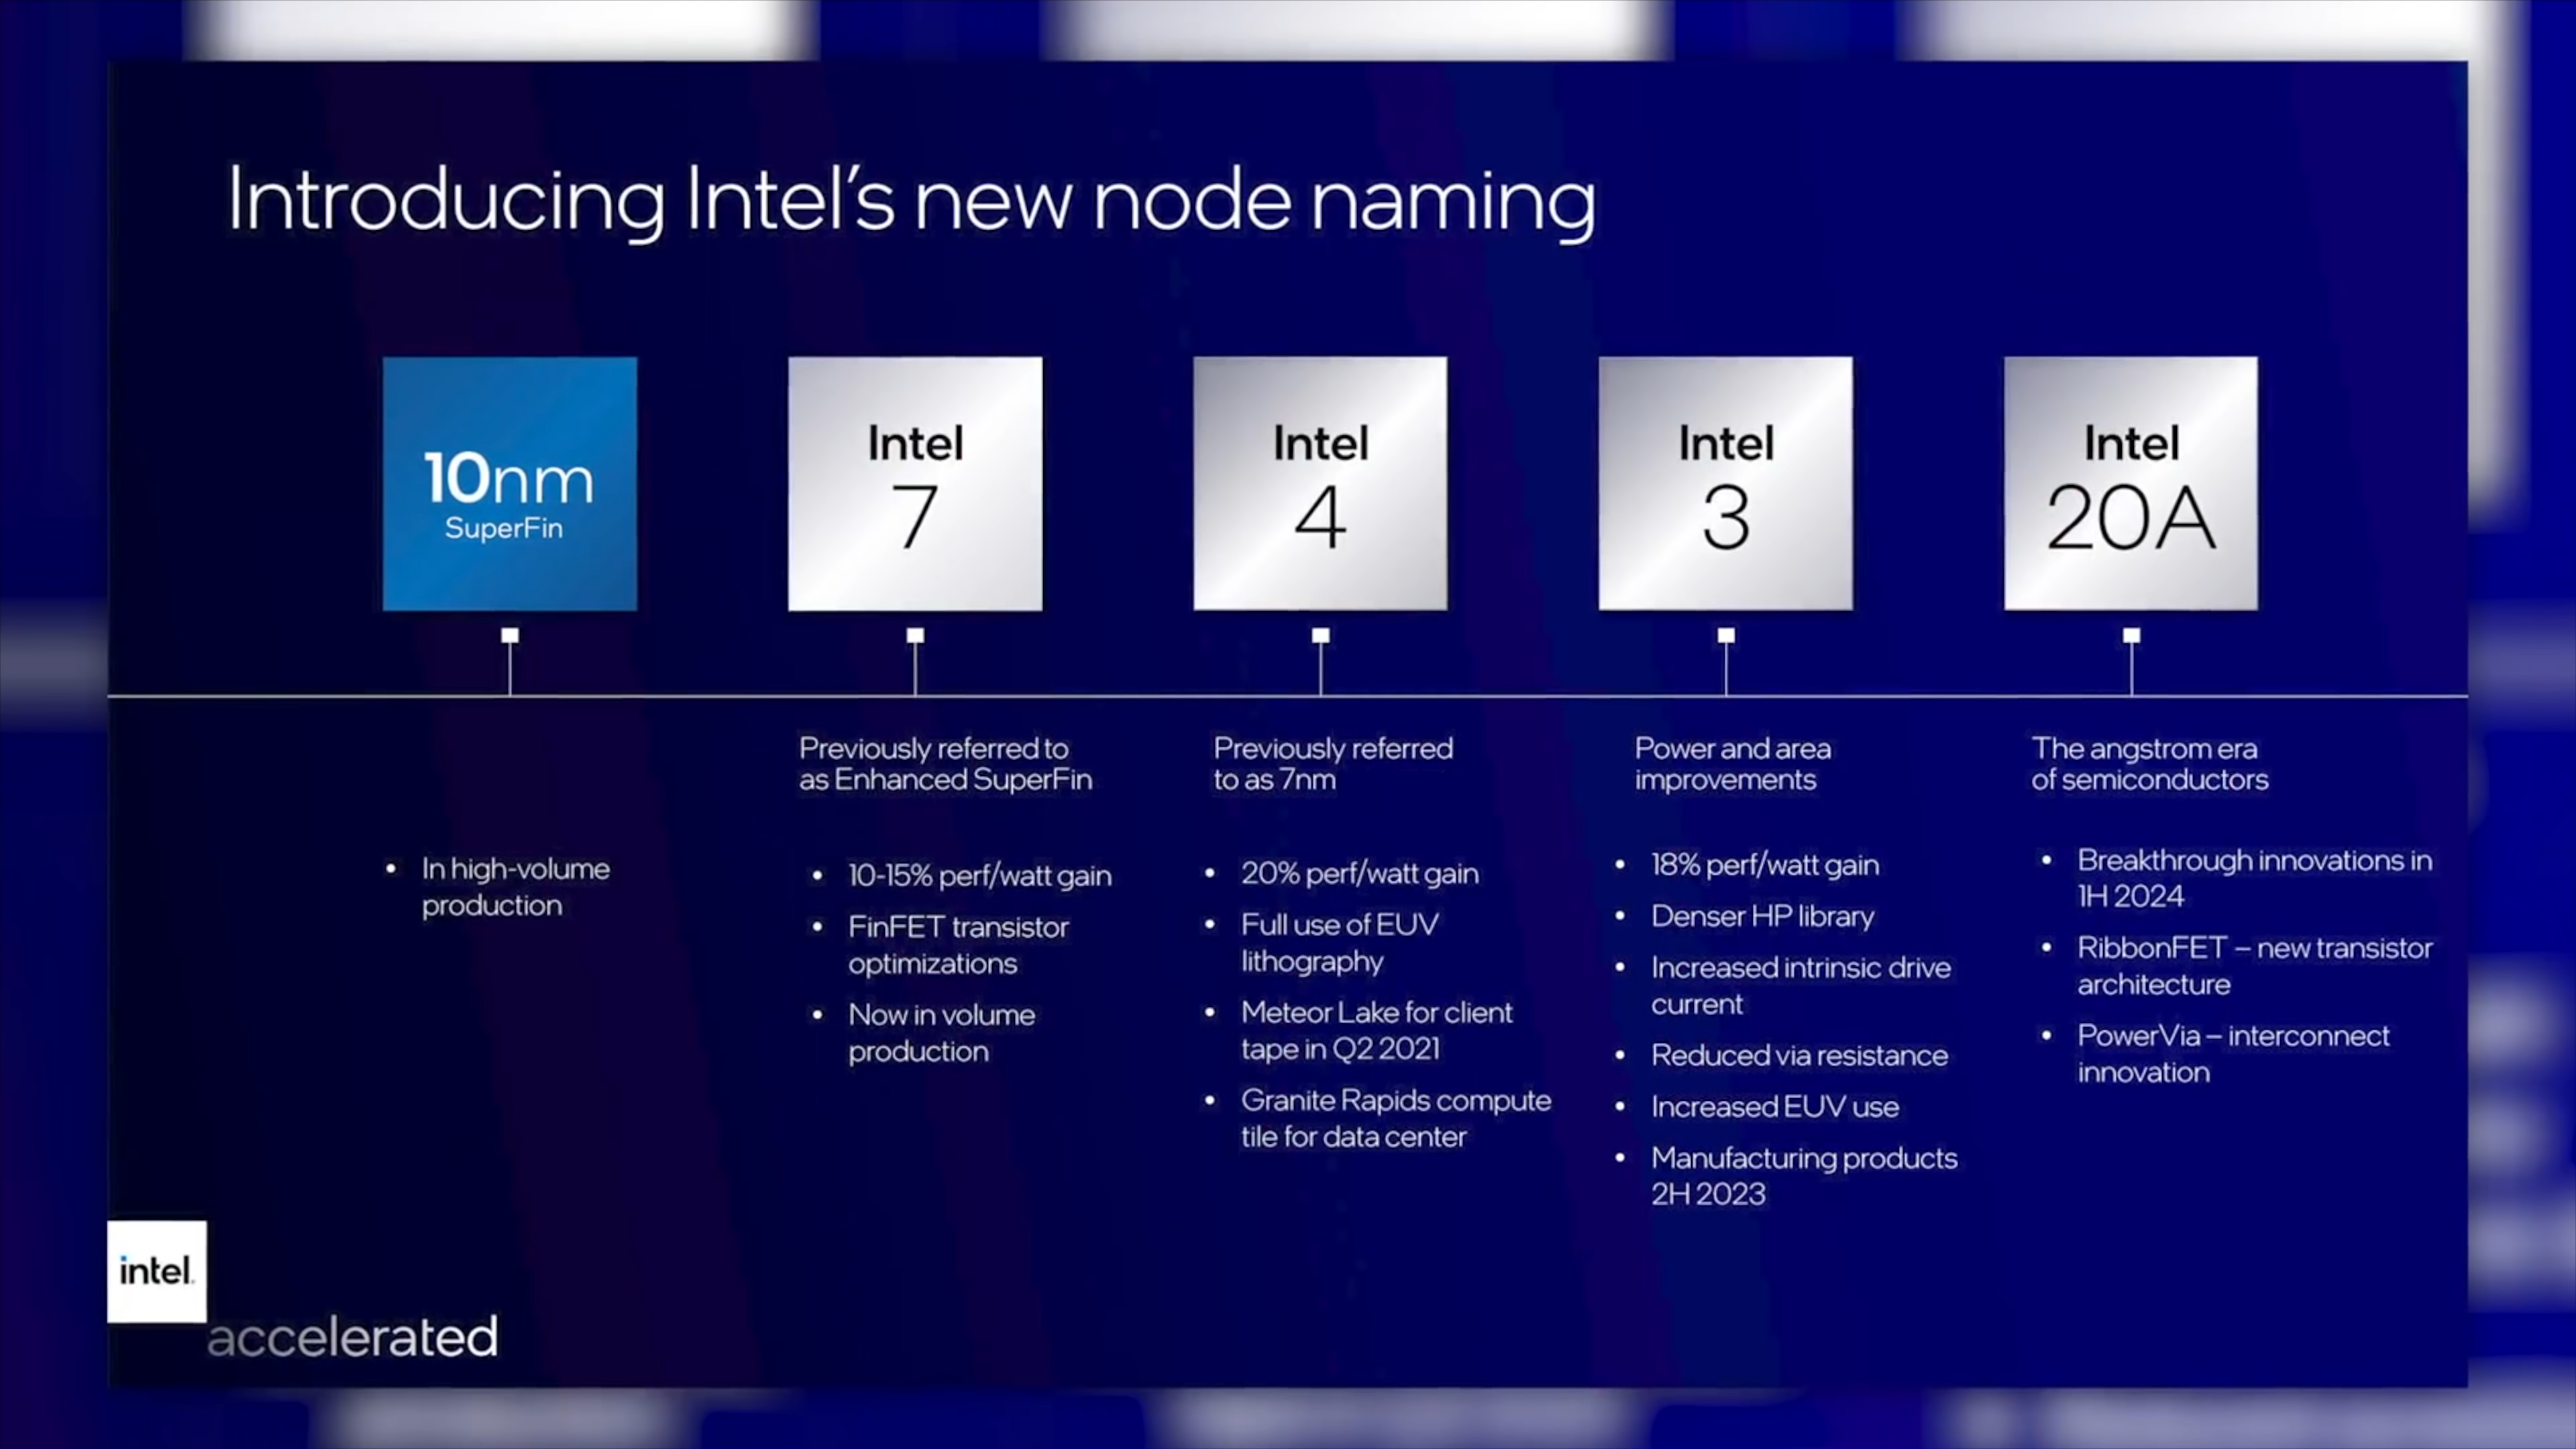 Introducing Intel's new node naming
10nm
SuperFin
Intel
7
Intel
4
Intel
3
Intel
20A
• In high-volume
production
Previously referred to
as Enhanced SuperFin
• 10-15% perf/watt gain
• FinFET transistor
optimizations
• Now in volume
production
Previously referred
to as 7nm
• 20% perf/watt gain
• Full use of EUV
lithography
• Meteor Lake for client
tape in Q2 2021
• Granite Rapids compute
tile for data center
Power and area
improvements
• 18% perf/watt gain
• Denser HP library
• Increased intrinsic drive
current
• Reduced via resistance
• Increased EUV use
• Manufacturing products
2H 2023
The angstrom era
of semiconductors
• Breakthrough innovations in
1H 2024
• RibbonFET – new transistor
architecture
• PowerVia – interconnect
innovation
intel.
accelerated